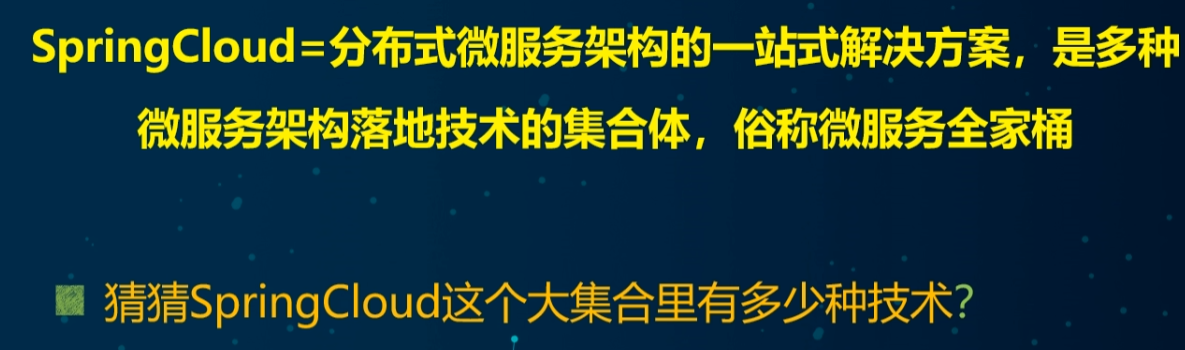 SpringCloud=分布式微服务架构的一站式解决方案，是多种
微服务架构落地技术的集合体，俗称微服务全家桶
猜猜SpringCloud这个大集合里有多少种技术？